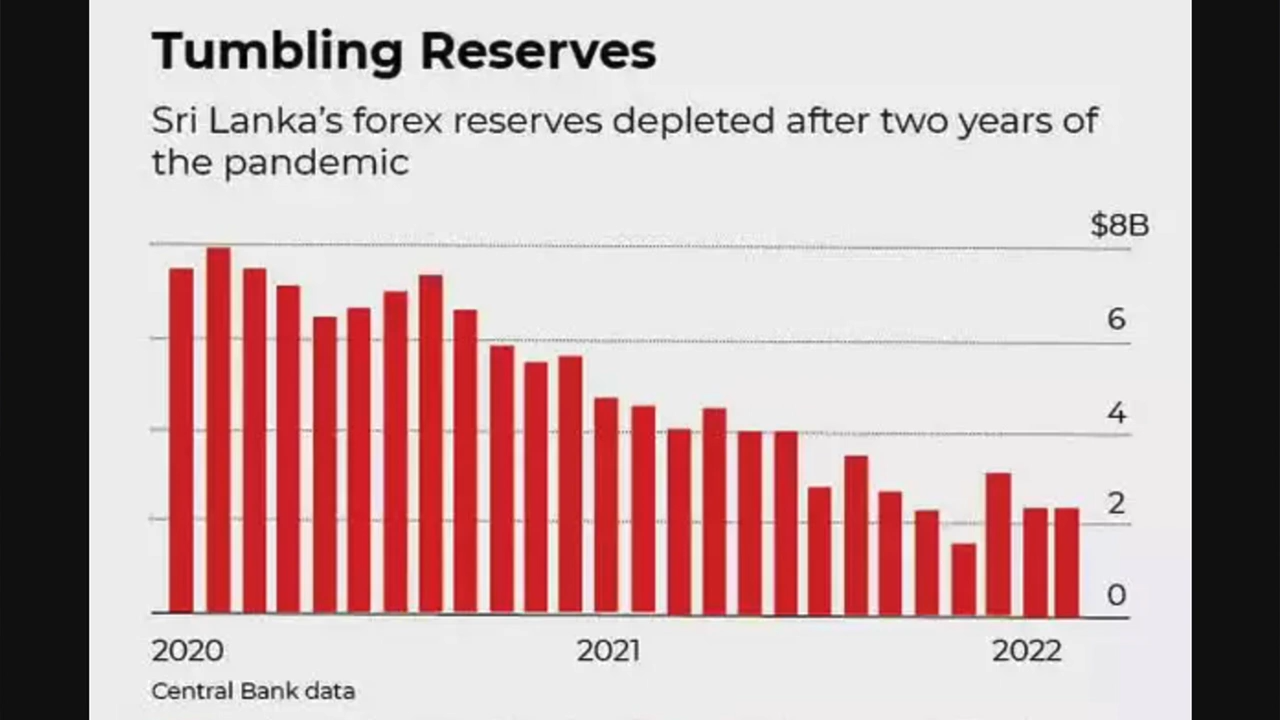 Tumbling Reserves
Sri Lanka's forex reserves depleted after two years of
the pandemic
$8B
6
4
2
0
2020 2021 2022
Central Bank data